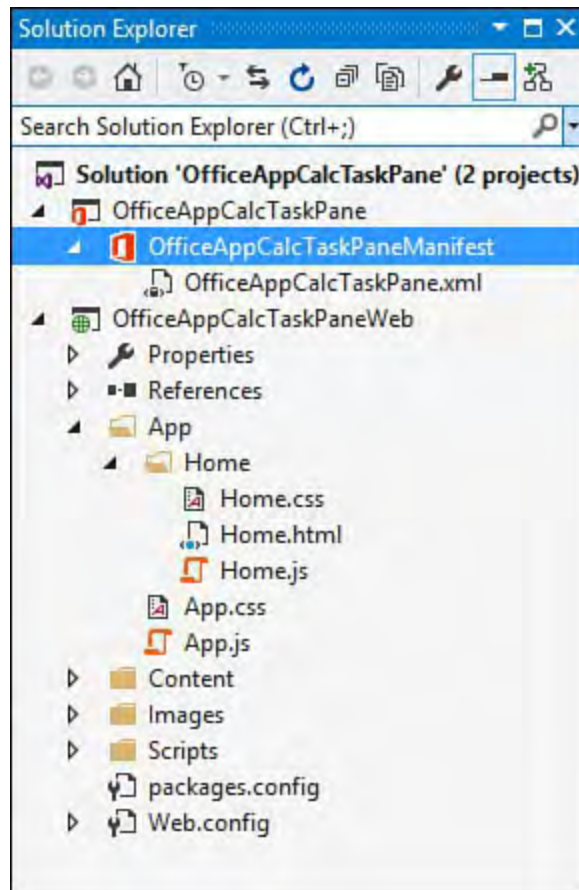 Solution Explorer
Search Solution Explorer (Ctrl+;)
Solution 'OfficeAppCalcTaskPane' (2 projects)
OfficeAppCalcTaskPane
OfficeAppCalcTaskPaneManifest
OfficeAppCalcTaskPane.xml
OfficeAppCalcTaskPaneWeb
Properties
References
App
Home
Home.css
Home.html
Home.js
App.css
App.js
Content
Images
Scripts
packages.config
Web.config